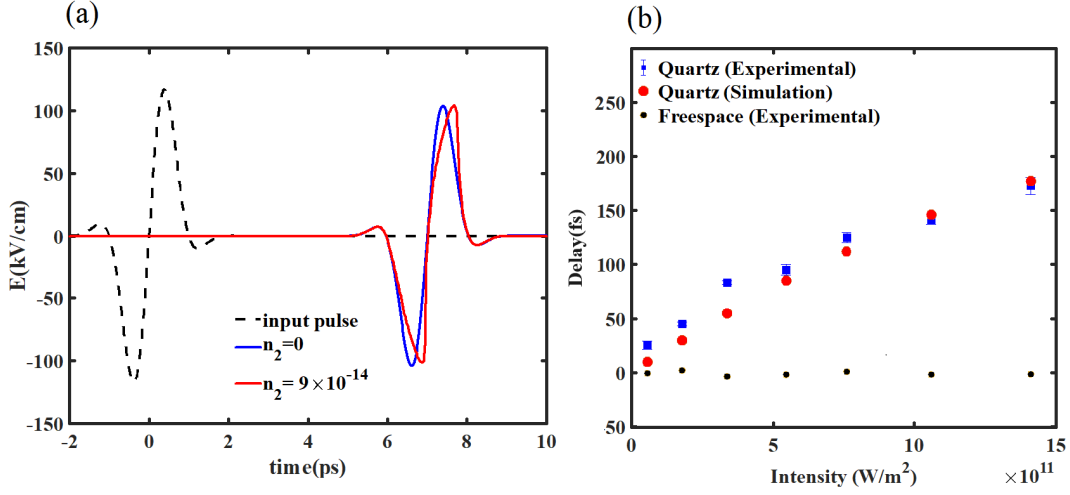 (a)
150
100
50
0
-50
-100
-150
E(kV/cm)
-2
0
2
4
6
8
10
time(ps)
input pulse
n₂=0
n₂= 9×10⁻¹⁴
(b)
Quartz (Experimental)
Quartz (Simulation)
Freespace (Experimental)
250
200
150
100
50
0
50
Delay(fs)
0
5
10
15
Intensity (W/m²)
× 10¹¹